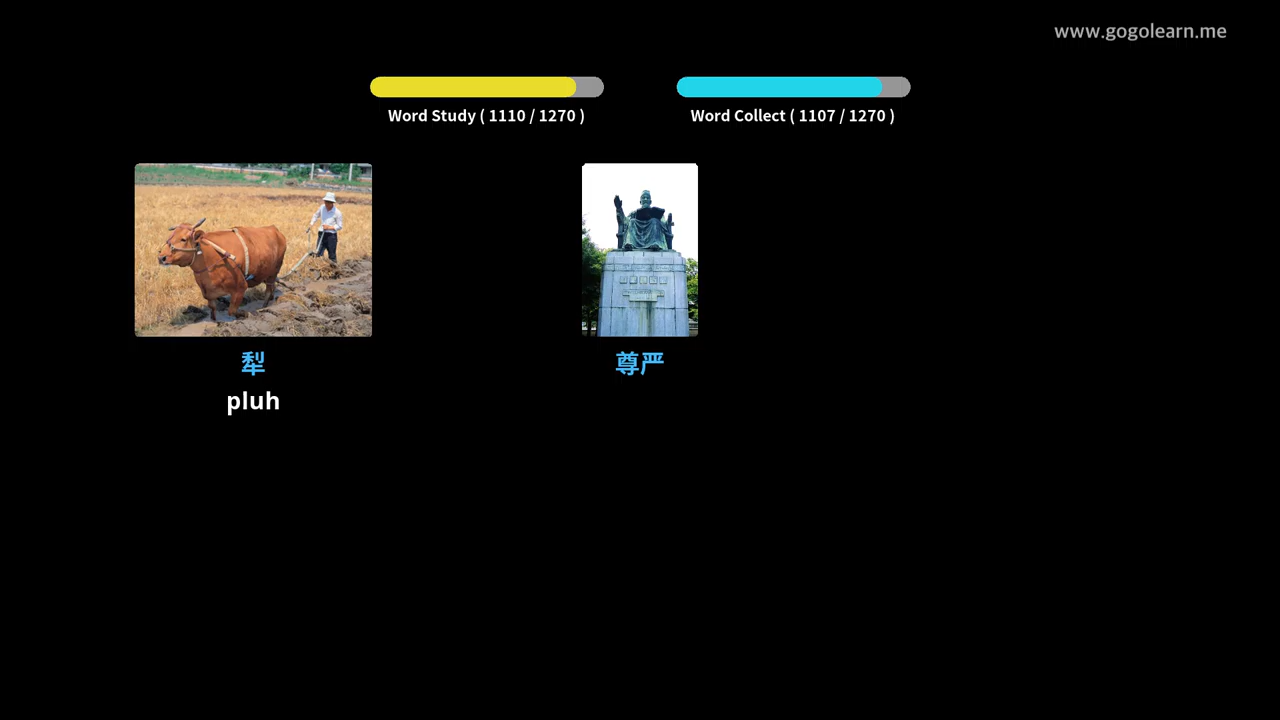 www.gogolearn.me
Word Study ( 1110 / 1270 )
Word Collect ( 1107 / 1270 )
犁
尊严
pluh